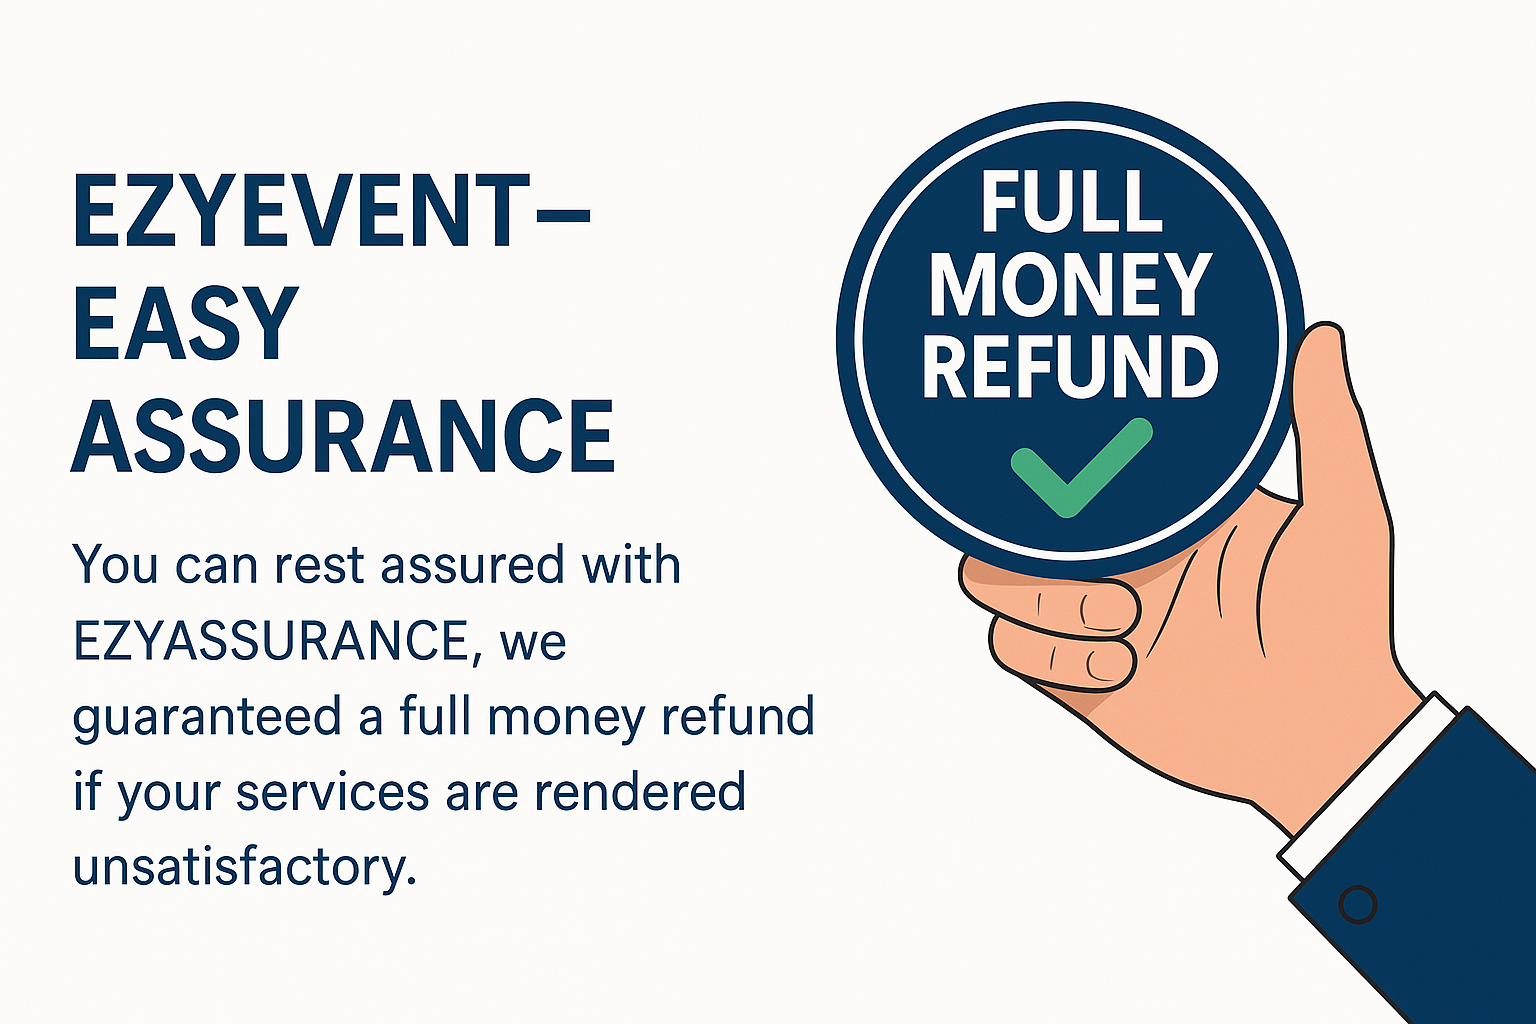 EZYEVENT—
EASY
ASSURANCE
You can rest assured with
EZYASSURANCE, we
guaranteed a full money refund
if your services are rendered
unsatisfactory.
FULL
MONEY
REFUND